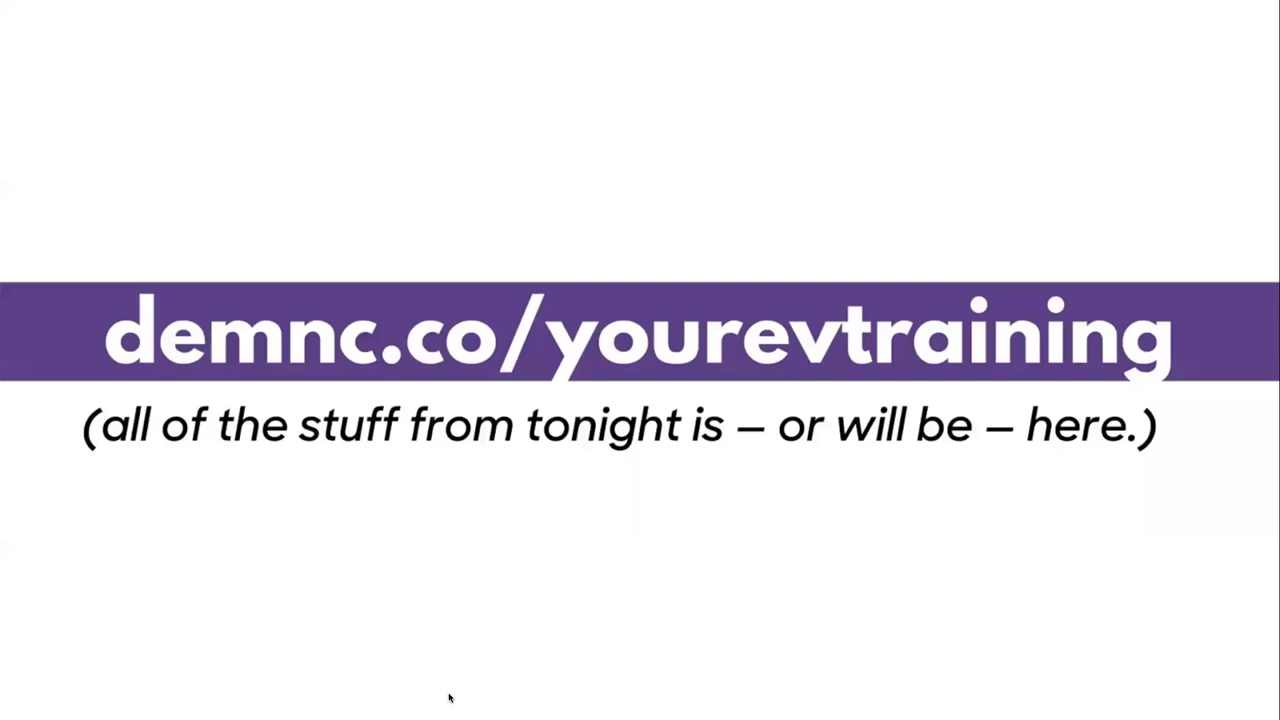 demnc.co/yourevtraining
(all of the stuff from tonight is – or will be – here.)